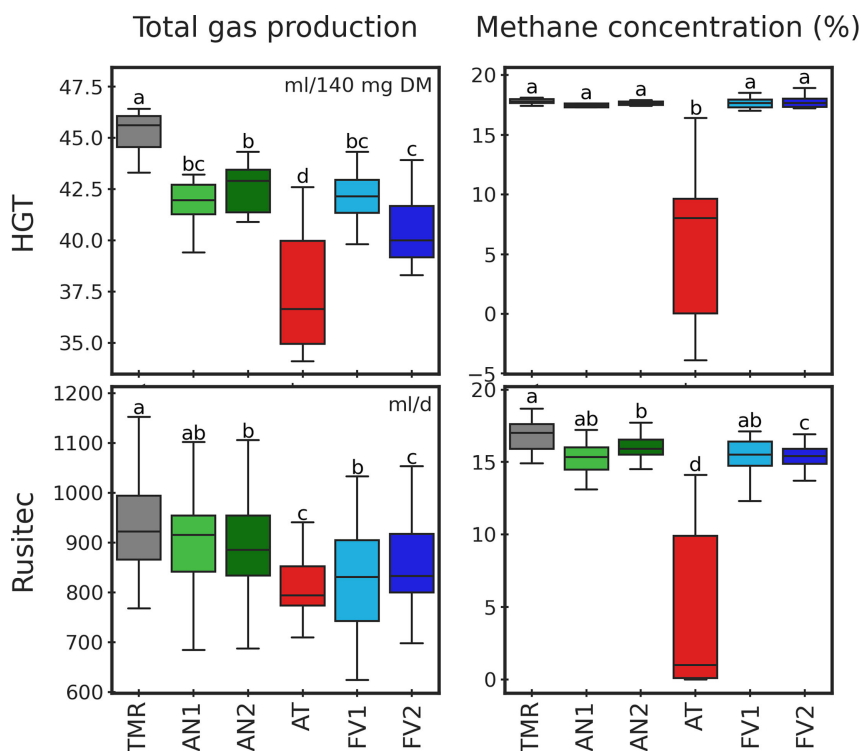 Total gas production
Methane concentration (%)
HGT
47.5
45.0
42.5
40.0
37.5
35.0
ml/140 mg DM
a
bc
b
d
bc
c
20
15
10
5
0
−5
a
a
a
b
a
a
Rusitec
1200
1100
1000
900
800
700
600
ml/d
a
ab
b
c
b
c
20
15
10
5
0
a
ab
b
d
ab
c
TMR
AN1
AN2
AT
FV1
FV2
TMR
AN1
AN2
AT
FV1
FV2